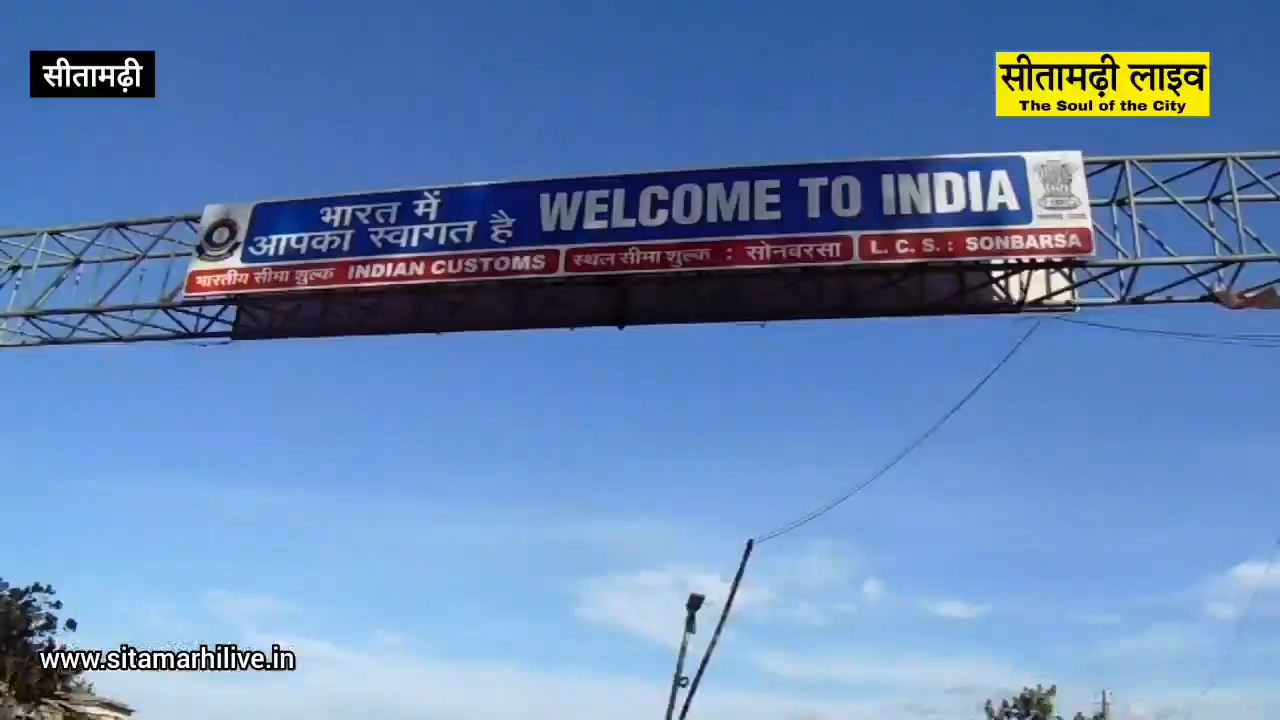 सीतामढ़ी
सीतामढ़ी लाइव
The Soul of the City
भारत में
आपका स्वागत है
WELCOME TO INDIA
भारतीय सीमा शुल्क INDIAN CUSTOMS
स्थल सीमा शुल्क : सोनबरसा
L. C. S. : SONBARSA
www.sitamarhilive.in